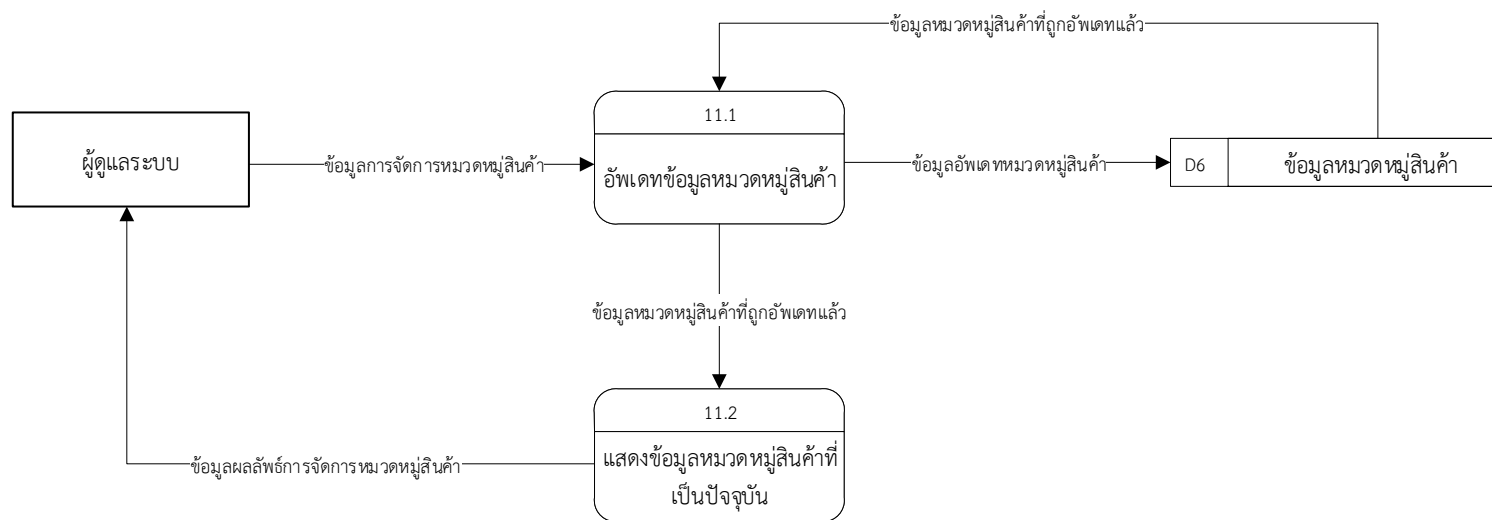 ข้อมูลหมวดหมู่สินค้าที่ถูกอัพเดทแล้ว
ผู้ดูแลระบบ
ข้อมูลการจัดการหมวดหมู่สินค้า
11.1
อัพเดทข้อมูลหมวดหมู่สินค้า
ข้อมูลอัพเดทหมวดหมู่สินค้า
D6
ข้อมูลหมวดหมู่สินค้า
ข้อมูลหมวดหมู่สินค้าที่ถูกอัพเดทแล้ว
11.2
แสดงข้อมูลหมวดหมู่สินค้าที่
เป็นปัจจุบัน
ข้อมูลผลลัพธ์การจัดการหมวดหมู่สินค้า